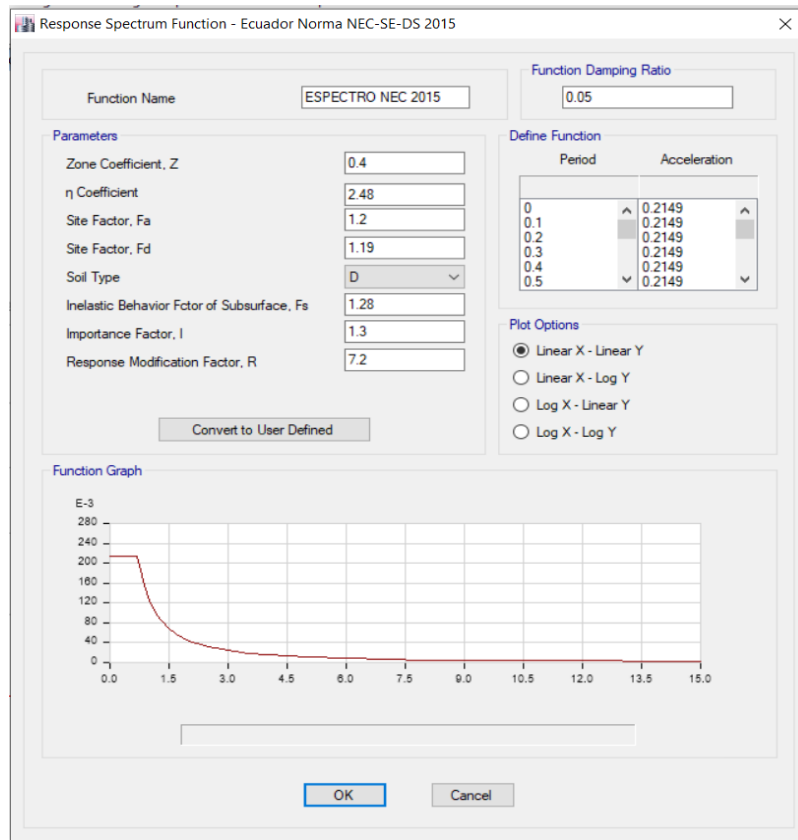 Response Spectrum Function - Ecuador Norma NEC-SE-DS 2015
Function Name
ESPECTRO NEC 2015
Function Damping Ratio
0.05
Parameters
Zone Coefficient, Z
0.4
η Coefficient
2.48
Site Factor, Fa
1.2
Site Factor, Fd
1.19
Soil Type
D
Inelastic Behavior Fctor of Subsurface, Fs
1.28
Importance Factor, I
1.3
Response Modification Factor, R
7.2
Convert to User Defined
Define Function
Period Acceleration
0 0.2149
0.1 0.2149
0.2 0.2149
0.3 0.2149
0.4 0.2149
0.5 0.2149
Plot Options
Linear X - Linear Y
Linear X - Log Y
Log X - Linear Y
Log X - Log Y
Function Graph
E-3
280
240
200
160
120
80
40
0
0.0 1.5 3.0 4.5 6.0 7.5 9.0 10.5 12.0 13.5 15.0
OK
Cancel